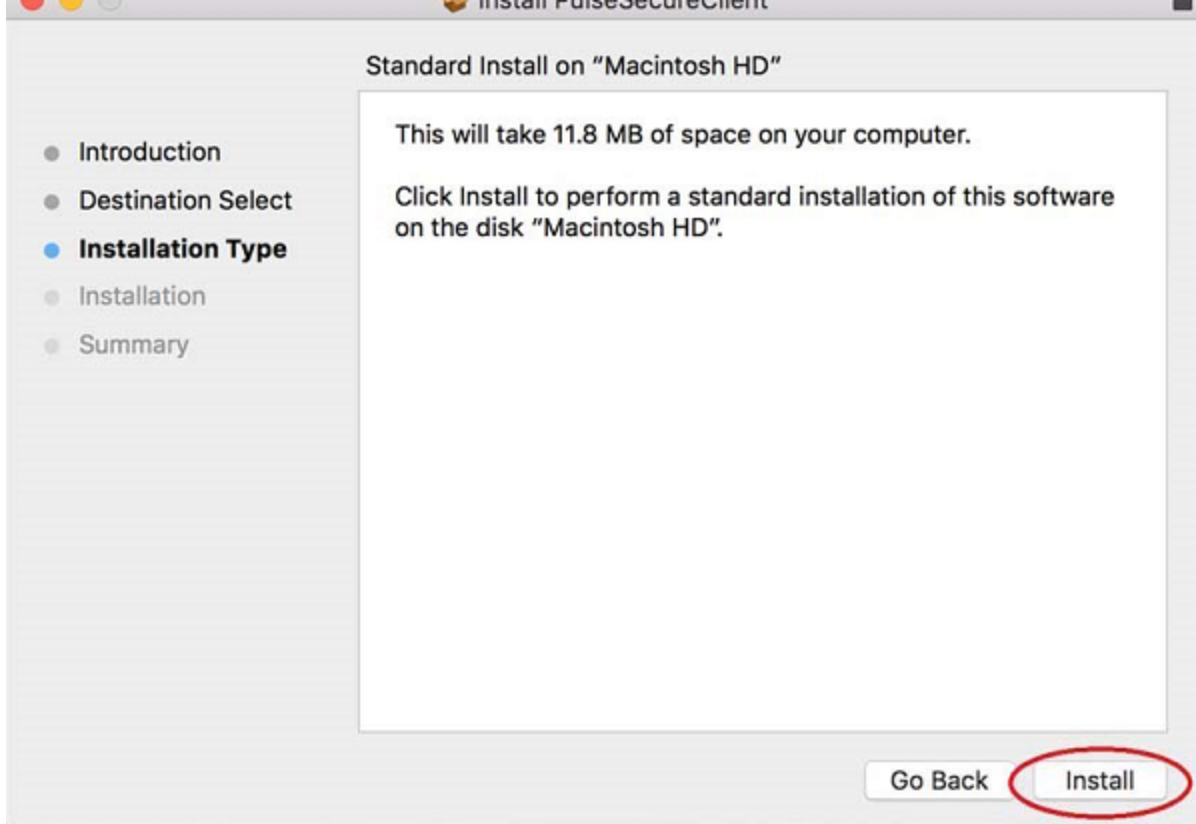 Install PulseSecureClient
Standard Install on “Macintosh HD”
Introduction
Destination Select
Installation Type
Installation
Summary
This will take 11.8 MB of space on your computer.
Click Install to perform a standard installation of this software
on the disk “Macintosh HD”.
Go Back
Install